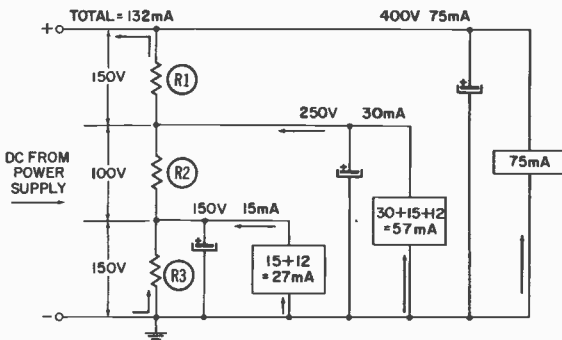 + TOTAL = 132mA 400V 75mA
150V R1 +
250V 30mA
DC FROM
POWER
SUPPLY
100V R2 + 75mA
150V 15mA
30+15+12
= 57mA
150V R3 + 15+12
= 27mA
−